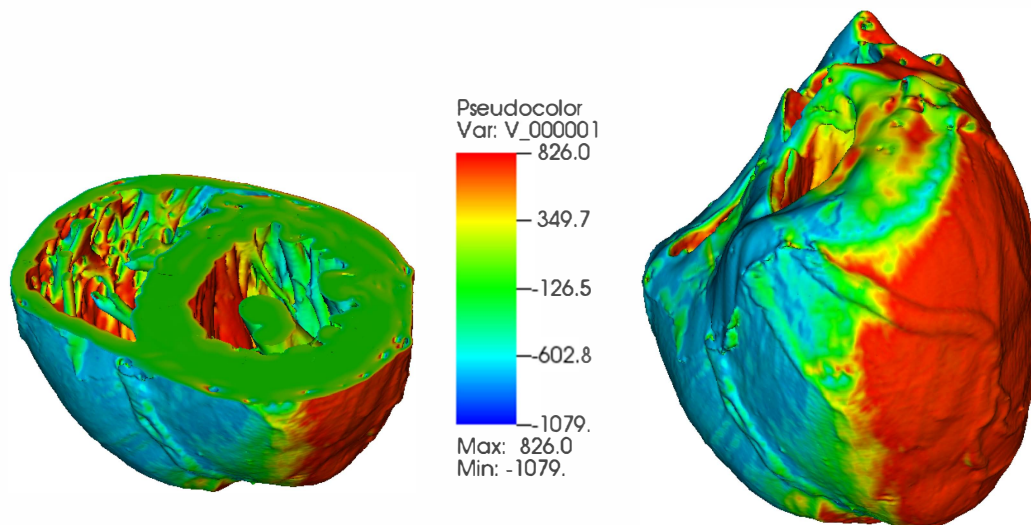 Pseudocolor
Var: V_000001
826.0
349.7
-126.5
-602.8
-1079.
Max: 826.0
Min: -1079.